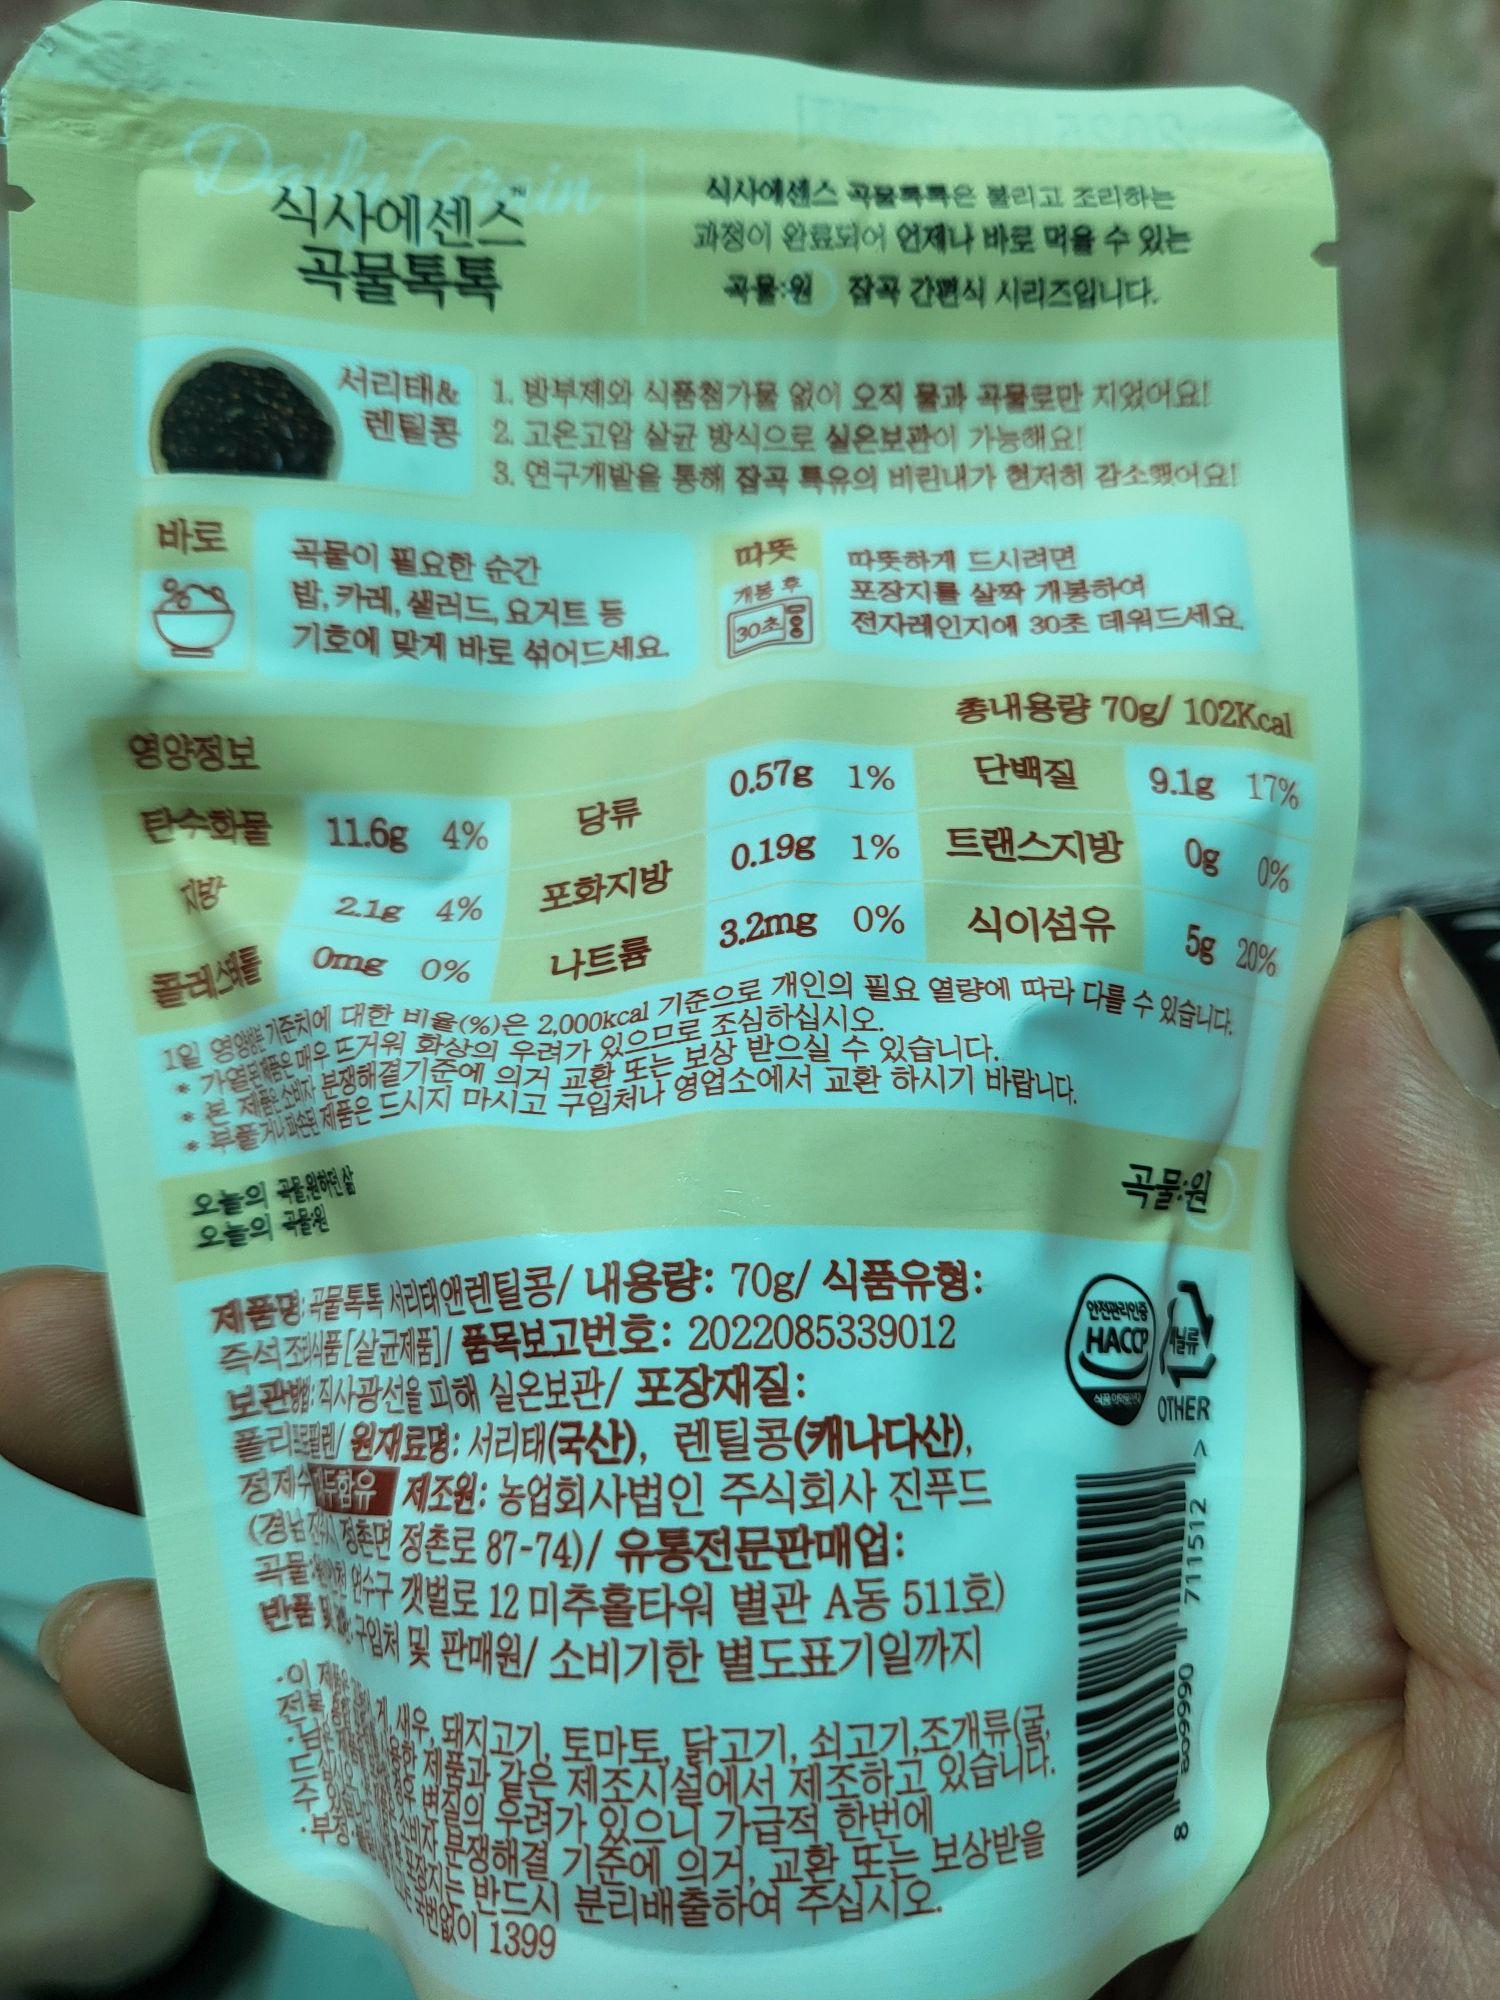 Daily Grain
식사에센스™
곡물톡톡
식사에센스 곡물톡톡은 불리고 조리하는
과정이 완료되어 언제나 바로 먹을 수 있는
곡물:원 잡곡 간편식 시리즈입니다.
서리태&
렌틸콩
1. 방부제와 식품첨가물 없이 오직 물과 곡물로만 지었어요!
2. 고온고압 살균 방식으로 실온보관이 가능해요!
3. 연구개발을 통해 잡곡 특유의 비린내가 현저히 감소했어요!
바로
곡물이 필요한 순간
밥, 카레, 샐러드, 요거트 등
기호에 맞게 바로 섞어드세요.
따뜻
개봉 후
30초
따뜻하게 드시려면
포장지를 살짝 개봉하여
전자레인지에 30초 데워드세요.
영양정보
총내용량 70g/ 102Kcal
탄수화물 11.6g 4% 당류 0.57g 1% 단백질 9.1g 17%
지방 2.1g 4% 포화지방 0.19g 1% 트랜스지방 0g 0%
콜레스테롤 0mg 0% 나트륨 3.2mg 0% 식이섬유 5g 20%
1일 영양성분 기준치에 대한 비율(%)은 2,000kcal 기준으로 개인의 필요 열량에 따라 다를 수 있습니다.
* 가열된 제품은 매우 뜨거워 화상의 우려가 있으므로 조심하십시오.
* 본 제품은 소비자 분쟁해결기준에 의거 교환 또는 보상 받으실 수 있습니다.
* 부풀거나 파손된 제품은 드시지 마시고 구입처나 영업소에서 교환 하시기 바랍니다.
오늘의 곡물,원하던 삶
오늘의 곡물:원
곡물:원
제품명: 곡물톡톡 서리태앤렌틸콩/ 내용량: 70g/ 식품유형:
즉석조리식품[살균제품]/ 품목보고번호: 2022085339012
보관방법: 직사광선을 피해 실온보관/ 포장재질:
폴리프로필렌/ 원재료명: 서리태(국산), 렌틸콩(캐나다산),
정제수 대두함유 제조원: 농업회사법인 주식회사 진푸드
(경남 진주시 정촌면 정촌로 87-74)/ 유통전문판매업:
곡물 연수구 갯벌로 12 미추홀타워 별관 A동 511호)
반품 및 구입처 및 판매원/ 소비기한 별도표기일까지
·이 게, 새우, 돼지고기, 토마토, 닭고기, 쇠고기,조개류(굴,
전복 제품과 같은 제조시설에서 제조하고 있습니다.
변질의 우려가 있으니 가급적 한번에
드십시오 소비자 분쟁해결 기준에 의거, 교환 또는 보상받을
수 포장지는 반드시 분리배출하여 주십시오.
·부정 국번없이 1399
안전관리인증
HACCP
비닐류
OTHER
8 809966 711512 >